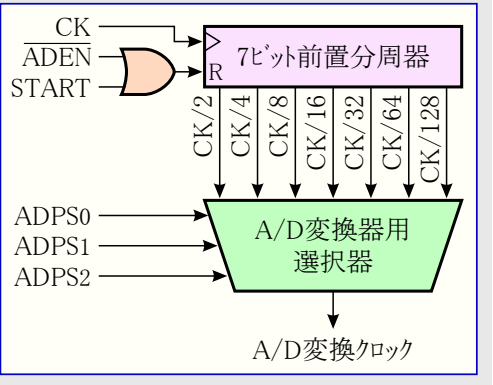 CK
ADEN
START
7ビット前置分周器
R
CK/2
CK/4
CK/8
CK/16
CK/32
CK/64
CK/128
ADPS0
ADPS1
ADPS2
A/D変換器用
選択器
A/D変換クロック